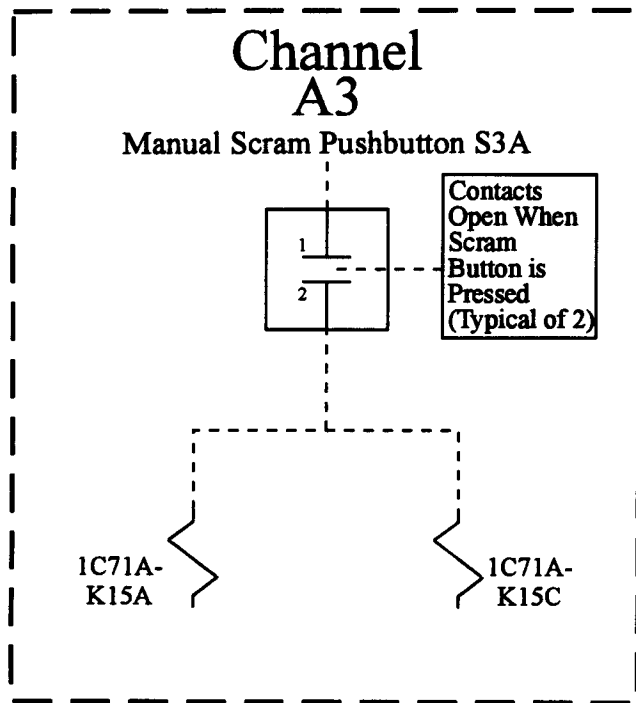 Channel
A3
Manual Scram Pushbutton S3A
Contacts
Open When
Scram
Button is
Pressed
(Typical of 2)
1
2
1C71A-
K15A
1C71A-
K15C